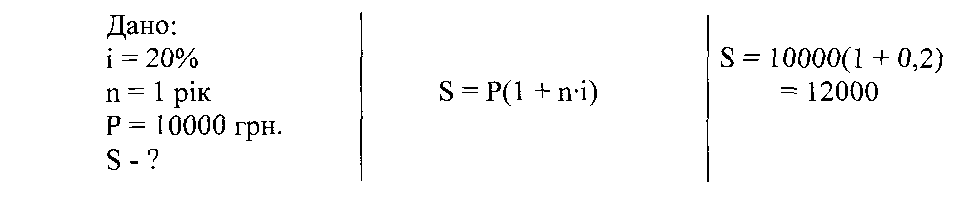 Дано:
i = 20%
n = 1 рік
P = 10000 грн.
S - ?
S = P(1 + n·i)
S = 10000(1 + 0,2)
= 12000